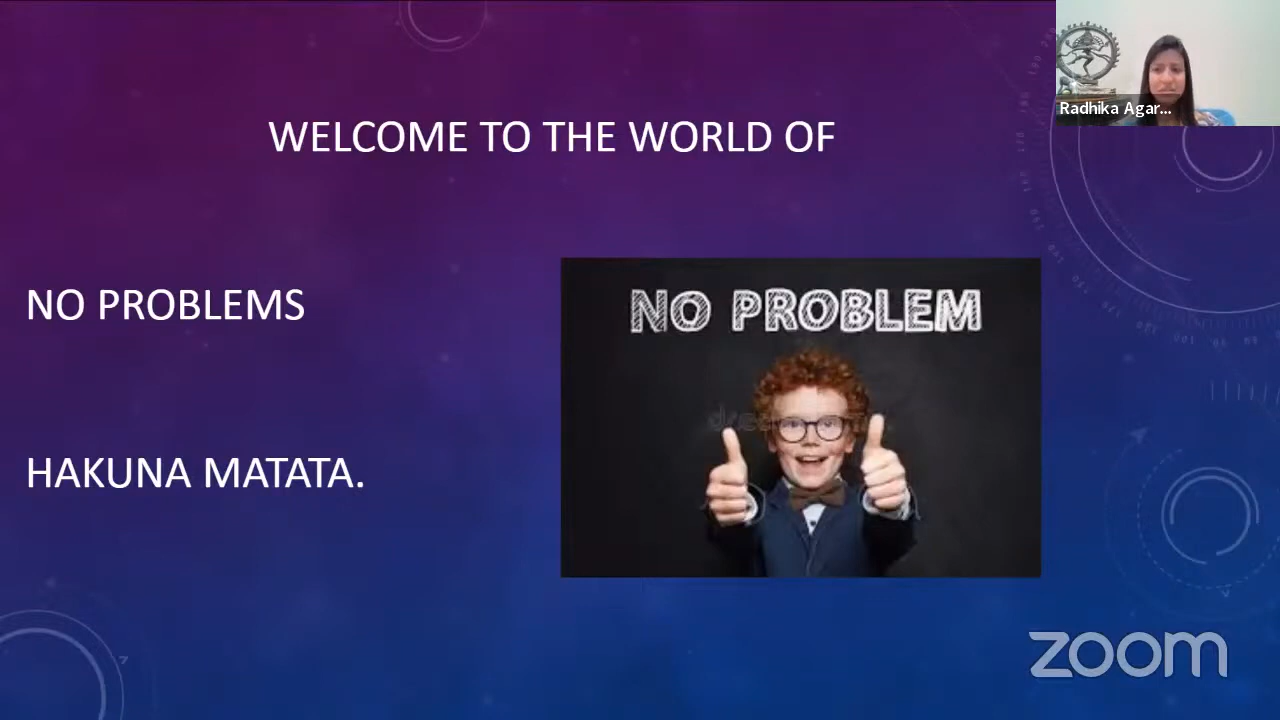 Radhika Agar...
WELCOME TO THE WORLD OF
NO PROBLEMS
NO PROBLEM
HAKUNA MATATA.
zoom